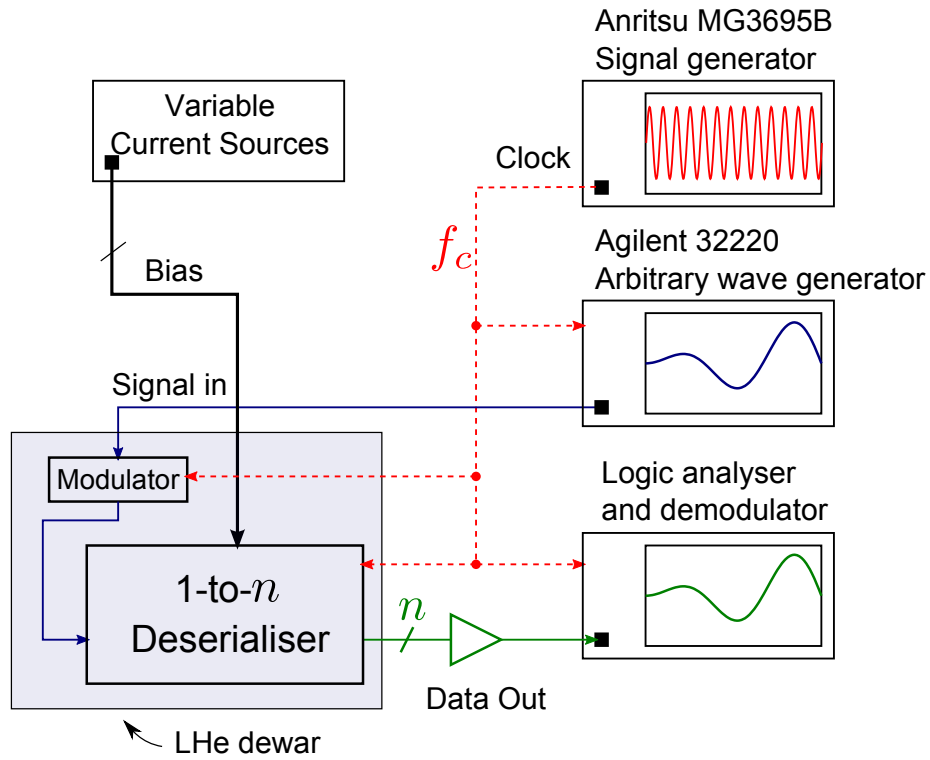 Anritsu MG3695B
Signal generator
Variable
Current Sources
Clock
f_c
Agilent 32220
Arbitrary wave generator
Bias
Signal in
Modulator
Logic analyser
and demodulator
1-to-n
Deserialiser
n
Data Out
LHe dewar